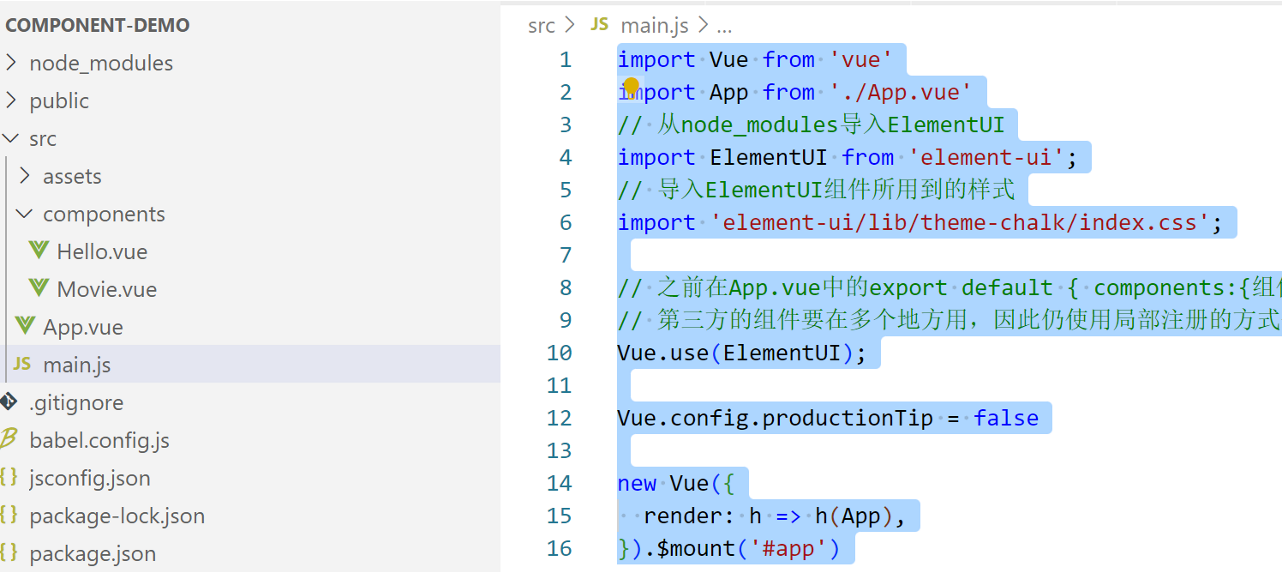 COMPONENT-DEMO
node_modules
public
src
assets
components
Hello.vue
Movie.vue
App.vue
JS main.js
.gitignore
babel.config.js
{} jsconfig.json
{} package-lock.json
{} package.json
src > JS main.js > ...
1 import Vue from 'vue'
2 import App from './App.vue'
3 // 从node_modules导入ElementUI
4 import ElementUI from 'element-ui';
5 // 导入ElementUI组件所用到的样式
6 import 'element-ui/lib/theme-chalk/index.css';
7
8 // 之前在App.vue中的export default { components:{组件
9 // 第三方的组件要在多个地方用，因此仍使用局部注册的方式
10 Vue.use(ElementUI);
11
12 Vue.config.productionTip = false
13
14 new Vue({
15   render: h => h(App),
16 }).$mount('#app')